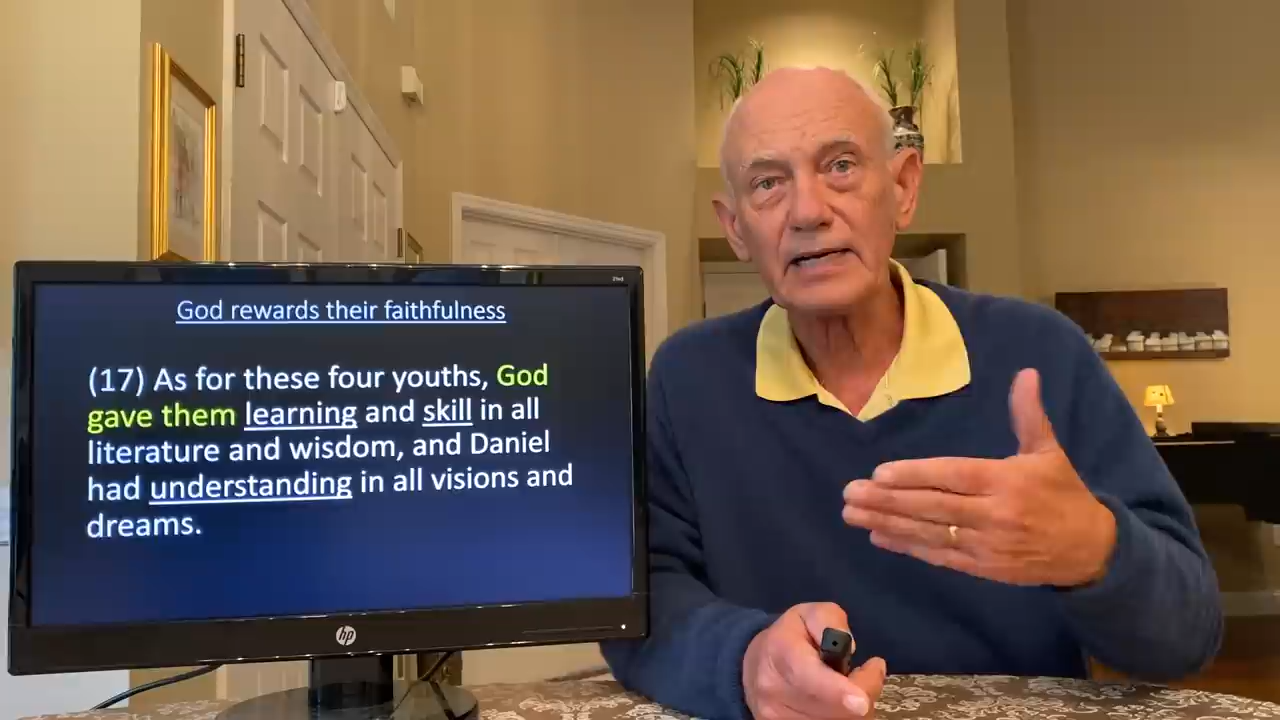 God rewards their faithfulness
(17) As for these four youths, God
gave them learning and skill in all
literature and wisdom, and Daniel
had understanding in all visions and
dreams.
hp